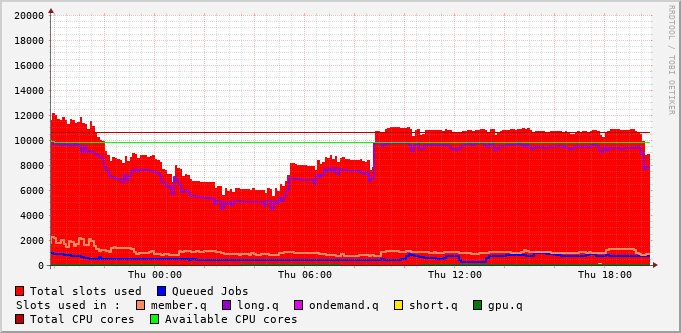 20000
18000
16000
14000
12000
10000
8000
6000
4000
2000
0
Thu 00:00 Thu 06:00 Thu 12:00 Thu 18:00
Total slots used Queued Jobs
Slots used in : member.q long.q ondemand.q short.q gpu.q
Total CPU cores Available CPU cores
RRDTOOL / TOBI OETIKER